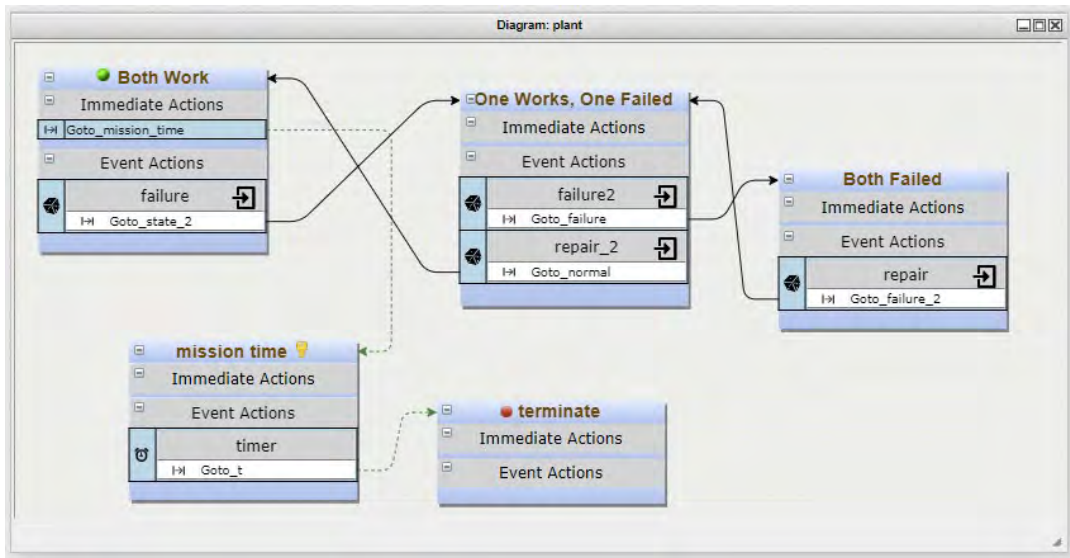 Diagram: plant
Both Work
Immediate Actions
Goto_mission_time
Event Actions
failure
Goto_state_2
One Works, One Failed
Immediate Actions
Event Actions
failure2
Goto_failure
repair_2
Goto_normal
Both Failed
Immediate Actions
Event Actions
repair
Goto_failure_2
mission time
Immediate Actions
Event Actions
timer
Goto_t
terminate
Immediate Actions
Event Actions